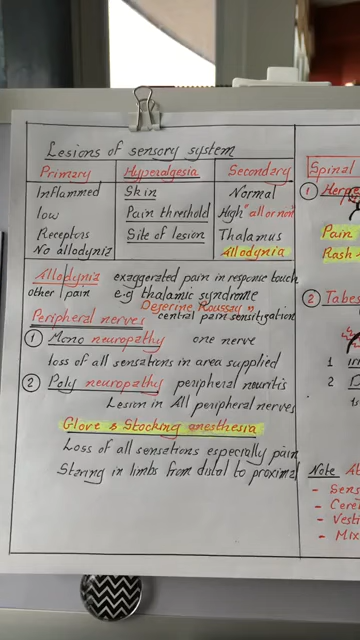 Lesions of sensory system
Primary Hyperalgesia Secondary
Inflammed Skin Normal
low Pain threshold High "all or non"
Receptors Site of lesion Thalamus
No allodynia Allodynia
Allodynia exaggerated pain in response touch
other pain e.g thalamic syndrome
Dejerine Roussay
Peripheral nerves central pain sensitisation
① Mono neuropathy one nerve
loss of all sensations in area supplied
② Poly neuropathy peripheral neuritis
Lesion in All peripheral nerves
Glove & Stocking anesthesia
Loss of all sensations especially pain
Staring in limbs from distal to proximal
Spinal
①
Pain
Rash
② Tabes
1
2
Note
- Sens
- Cere
- Vesti
- Mix